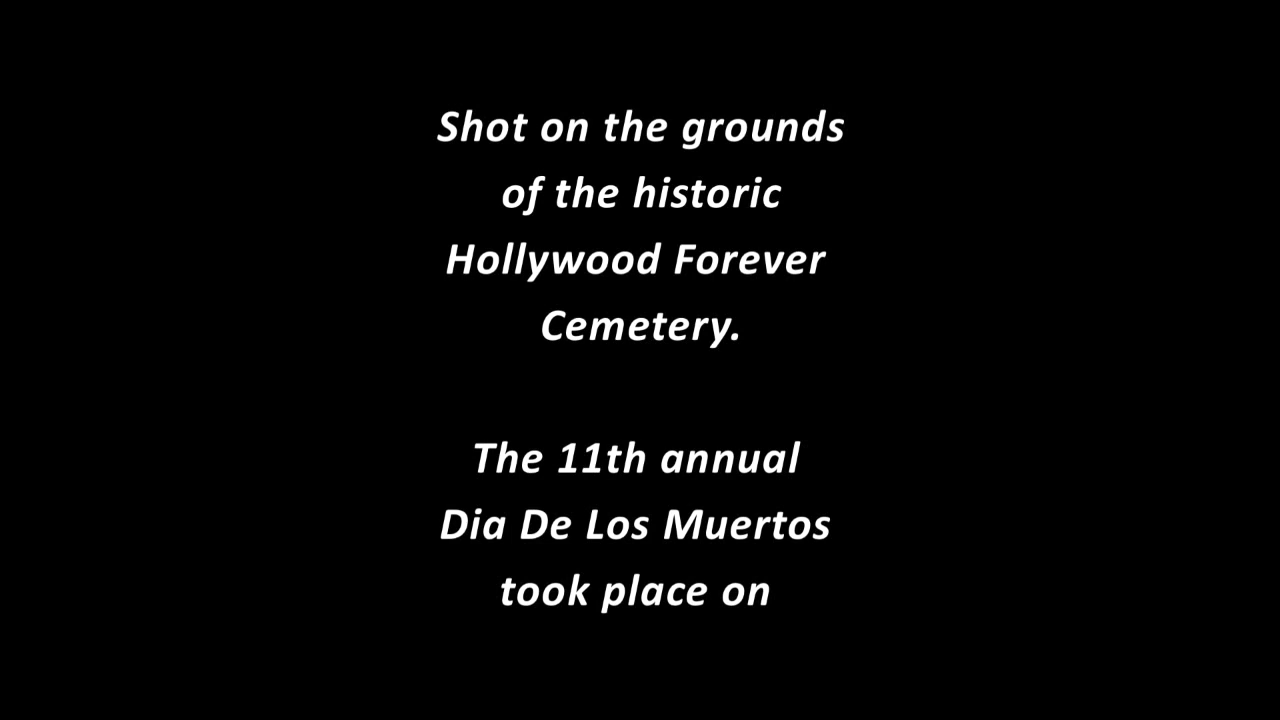 Shot on the grounds
of the historic
Hollywood Forever
Cemetery.
The 11th annual
Dia De Los Muertos
took place on